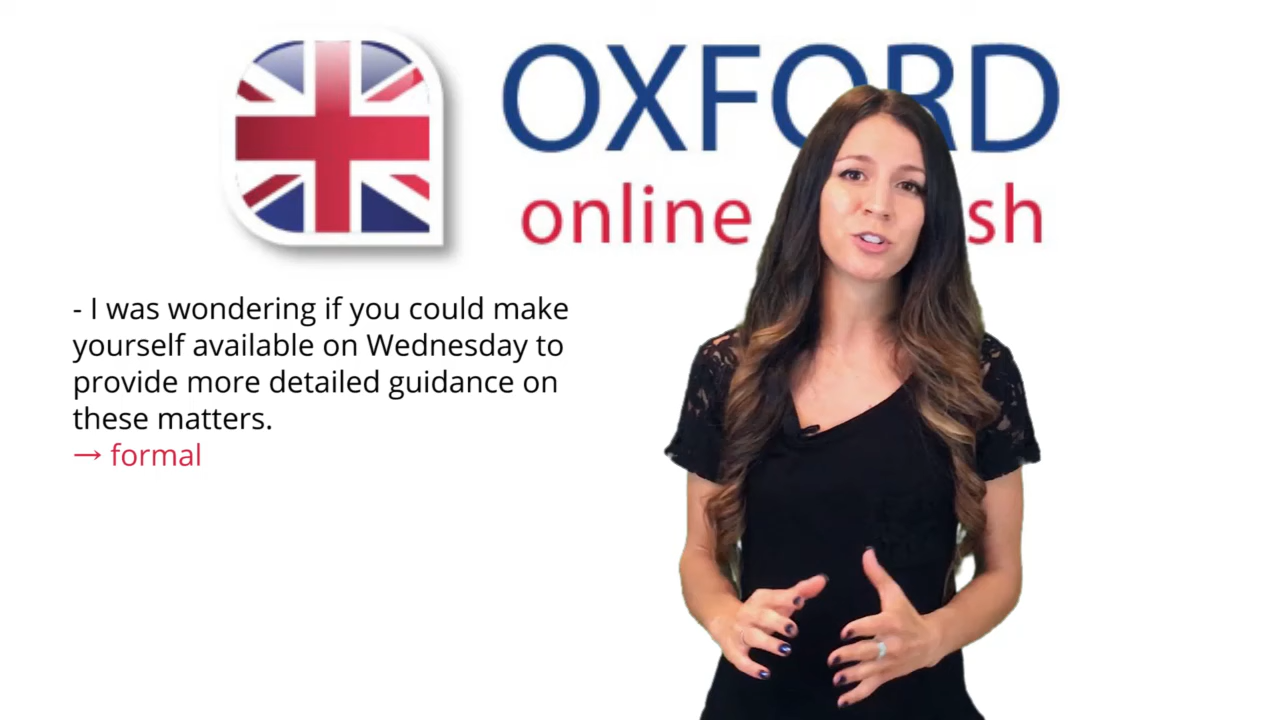 OXFORD
online sh
- I was wondering if you could make
yourself available on Wednesday to
provide more detailed guidance on
these matters.
→ formal